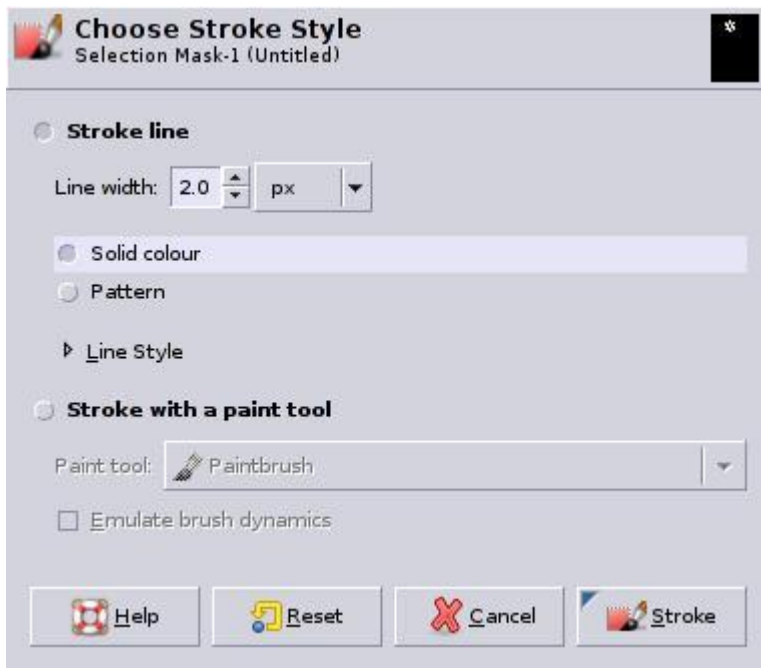 Choose Stroke Style
Selection Mask-1 (Untitled)
Stroke line
Line width: 2.0 px
Solid colour
Pattern
Line Style
Stroke with a paint tool
Paint tool: Paintbrush
Emulate brush dynamics
Help Reset Cancel Stroke